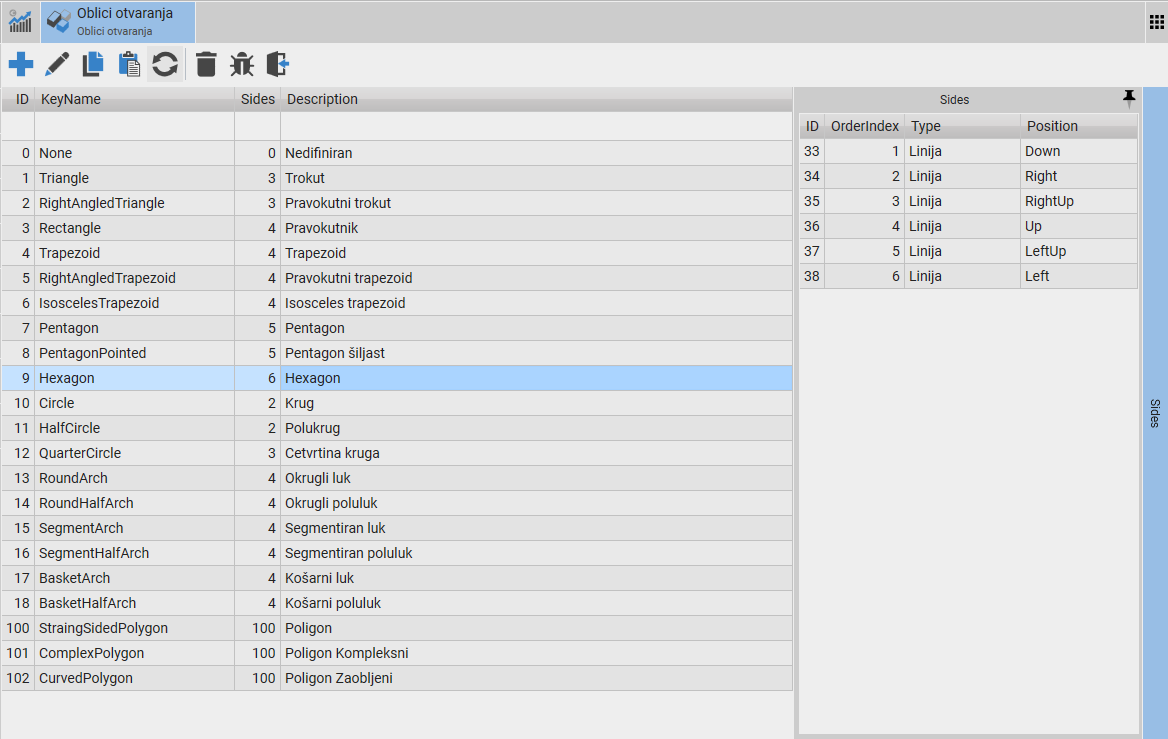 Oblici otvaranja
Oblici otvaranja
ID KeyName Sides Description
0 None 0 Nedifiniran
1 Triangle 3 Trokut
2 RightAngledTriangle 3 Pravokutni trokut
3 Rectangle 4 Pravokutnik
4 Trapezoid 4 Trapezoid
5 RightAngledTrapezoid 4 Pravokutni trapezoid
6 IsoscelesTrapezoid 4 Isosceles trapezoid
7 Pentagon 5 Pentagon
8 PentagonPointed 5 Pentagon šiljast
9 Hexagon 6 Hexagon
10 Circle 2 Krug
11 HalfCircle 2 Polukrug
12 QuarterCircle 3 Cetvrtina kruga
13 RoundArch 4 Okrugli luk
14 RoundHalfArch 4 Okrugli poluluk
15 SegmentArch 4 Segmentiran luk
16 SegmentHalfArch 4 Segmentiran poluluk
17 BasketArch 4 Košarni luk
18 BasketHalfArch 4 Košarni poluluk
100 StraingSidedPolygon 100 Poligon
101 ComplexPolygon 100 Poligon Kompleksni
102 CurvedPolygon 100 Poligon Zaobljeni
Sides
ID OrderIndex Type Position
33 1 Linija Down
34 2 Linija Right
35 3 Linija RightUp
36 4 Linija Up
37 5 Linija LeftUp
38 6 Linija Left
Sides